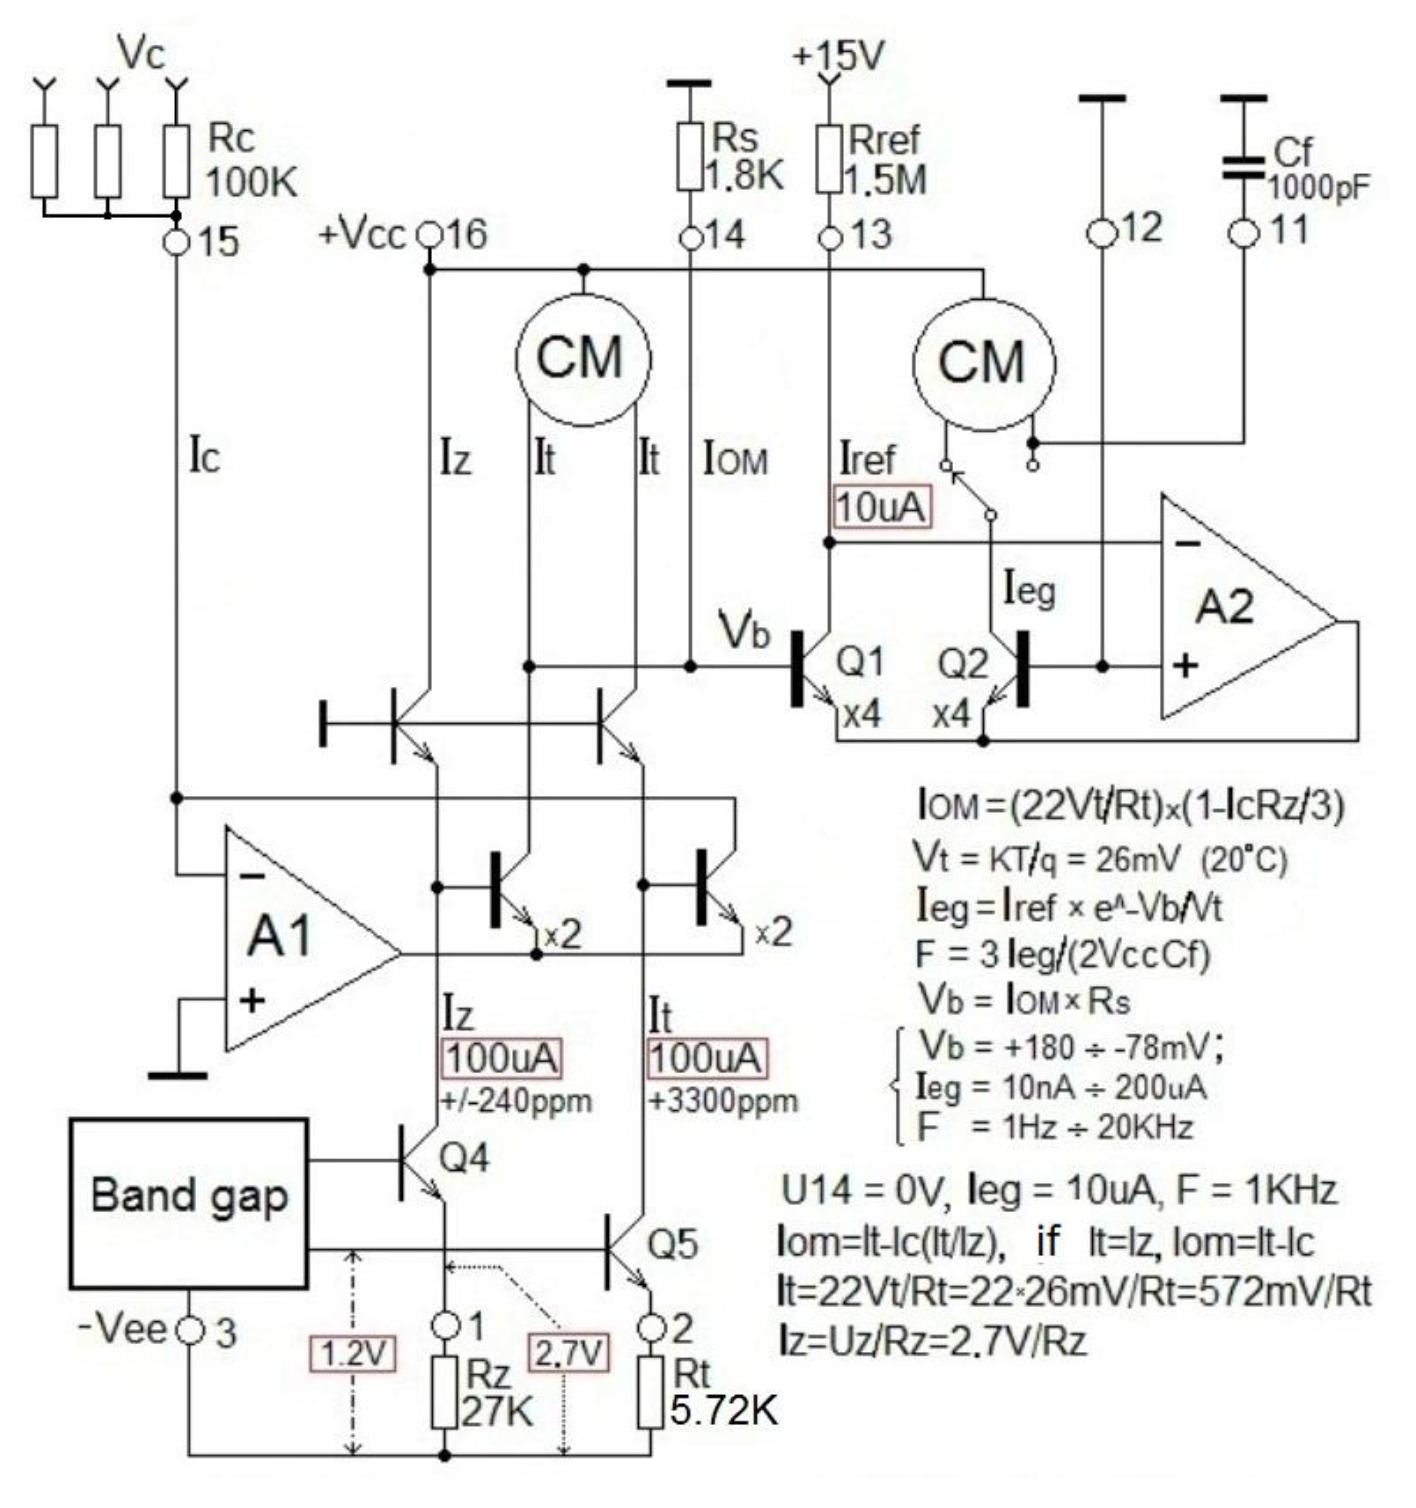 Vc
+15V
Rc
100K
Rs
1.8K
Rref
1.5M
Cf
1000pF
15
+Vcc 16
14
13
12
11
CM
CM
Ic
Iz
It
It
IOM
Iref
10uA
Ieg
A2
Vb
Q1
Q2
x4
x4
IOM=(22Vt/Rt)x(1-IcRz/3)
Vt = KT/q = 26mV (20°C)
Ieg=Iref × e^-Vb/Vt
F = 3 Ieg/(2VccCf)
Vb = IOM×Rs
Vb = +180 ÷ -78mV;
Ieg = 10nA ÷ 200uA
F = 1Hz ÷ 20KHz
A1
x2
x2
Iz
100uA
+/-240ppm
It
100uA
+3300ppm
Q4
Band gap
Q5
U14 = 0V, Ieg = 10uA, F = 1KHz
Iom=It-Ic(It/Iz), if It=Iz, Iom=It-Ic
It=22Vt/Rt=22×26mV/Rt=572mV/Rt
Iz=Uz/Rz=2.7V/Rz
-Vee 3
1
2
1.2V
2.7V
Rz
27K
Rt
5.72K